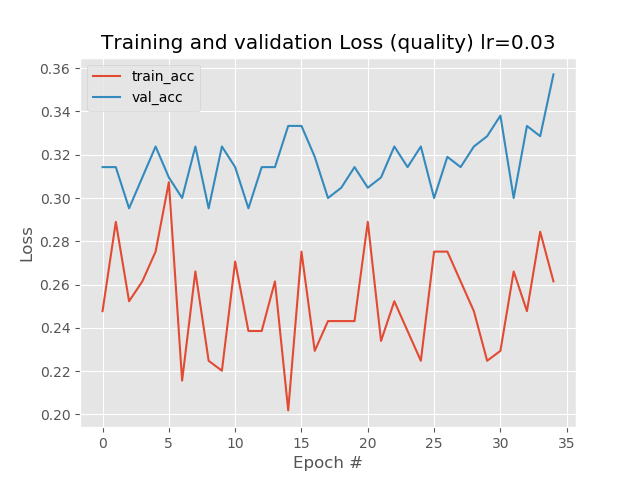 Training and validation Loss (quality) lr=0.03
train_acc
val_acc
0.36
0.34
0.32
0.30
0.28
0.26
0.24
0.22
0.20
Loss
0 5 10 15 20 25 30 35
Epoch #